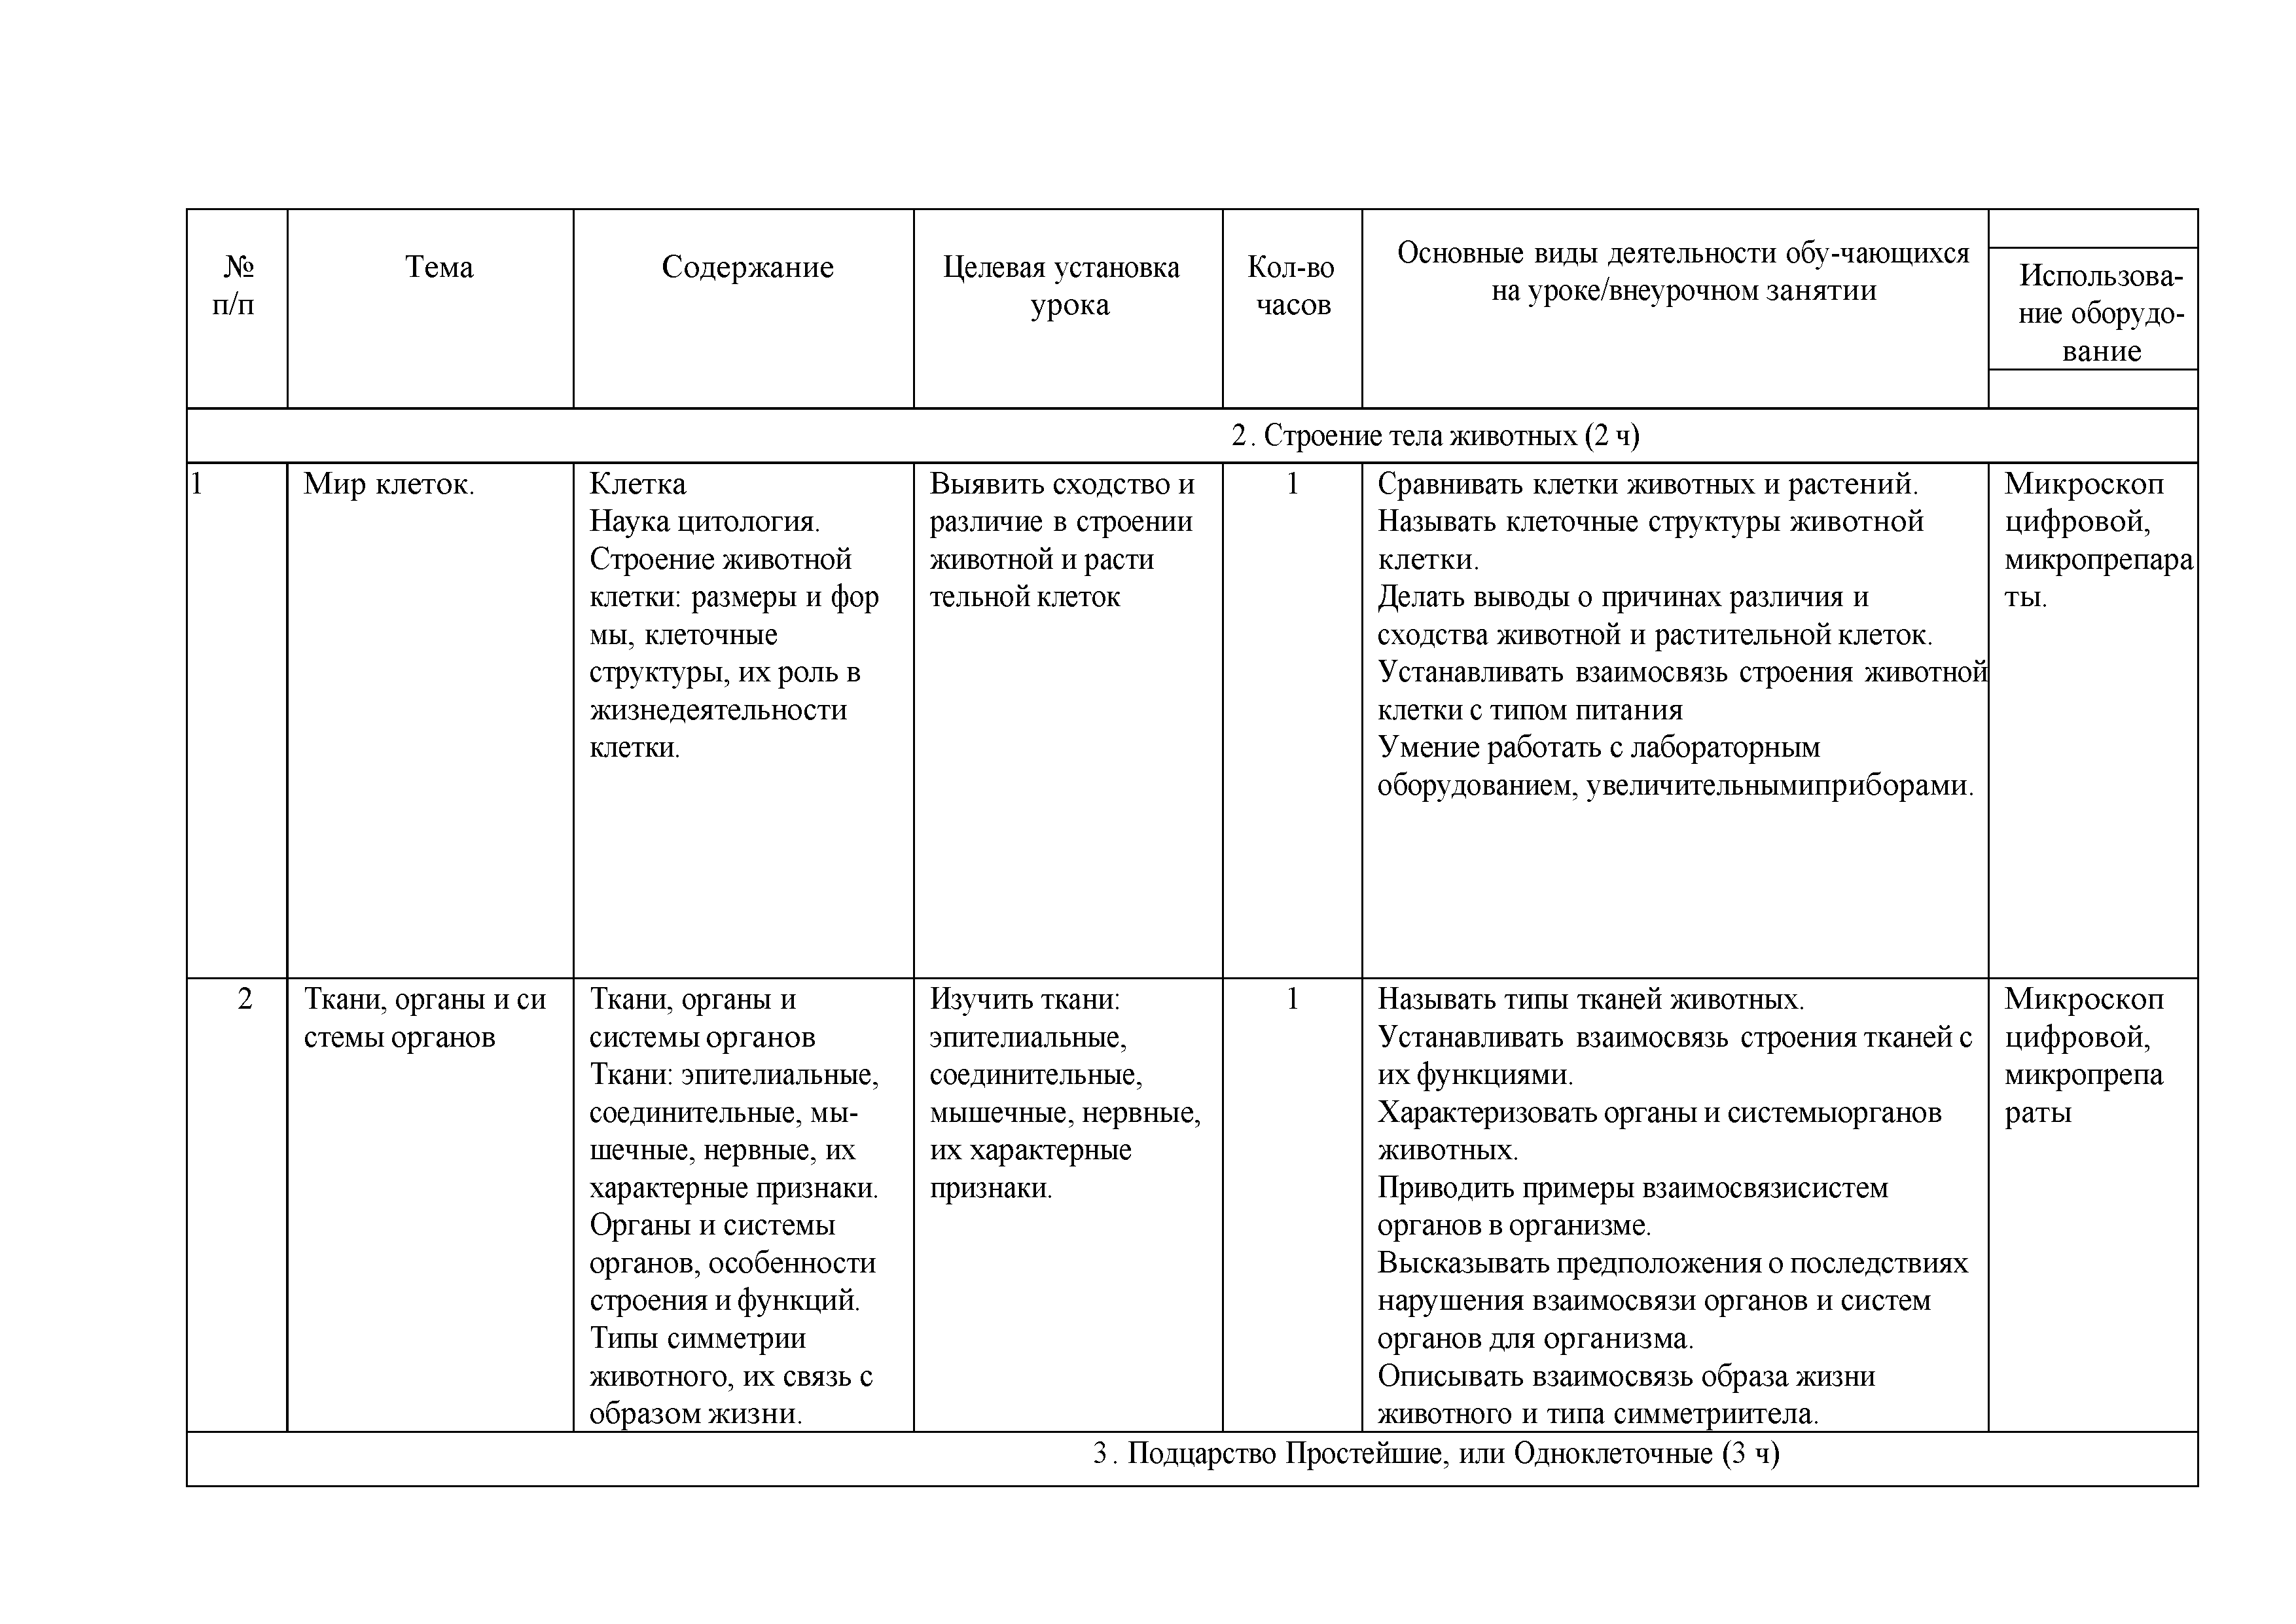 №
п/п
Тема
Содержание
Целевая установка
урока
Кол-во
часов
Основные виды деятельности обу-чающихся
на уроке/внеурочном занятии
Использова-
ние оборудо-
вание
2. Строение тела животных (2 ч)
1
Мир клеток.
Клетка
Наука цитология.
Строение животной
клетки: размеры и фор
мы, клеточные
структуры, их роль в
жизнедеятельности
клетки.
Выявить сходство и
различие в строении
животной и расти
тельной клеток
1
Сравнивать клетки животных и растений.
Называть клеточные структуры животной
клетки.
Делать выводы о причинах различия и
сходства животной и растительной клеток.
Устанавливать взаимосвязь строения животной
клетки с типом питания
Умение работать с лабораторным
оборудованием, увеличительнымиприборами.
Микроскоп
цифровой,
микропрепара
ты.
2
Ткани, органы и си
стемы органов
Ткани, органы и
системы органов
Ткани: эпителиальные,
соединительные, мы-
шечные, нервные, их
характерные признаки.
Органы и системы
органов, особенности
строения и функций.
Типы симметрии
животного, их связь с
образом жизни.
Изучить ткани:
эпителиальные,
соединительные,
мышечные, нервные,
их характерные
признаки.
1
Называть типы тканей животных.
Устанавливать взаимосвязь строения тканей с
их функциями.
Характеризовать органы и системыорганов
животных.
Приводить примеры взаимосвязисистем
органов в организме.
Высказывать предположения о последствиях
нарушения взаимосвязи органов и систем
органов для организма.
Описывать взаимосвязь образа жизни
животного и типа симметриитела.
Микроскоп
цифровой,
микропрепа
раты
3. Подцарство Простейшие, или Одноклеточные (3 ч)